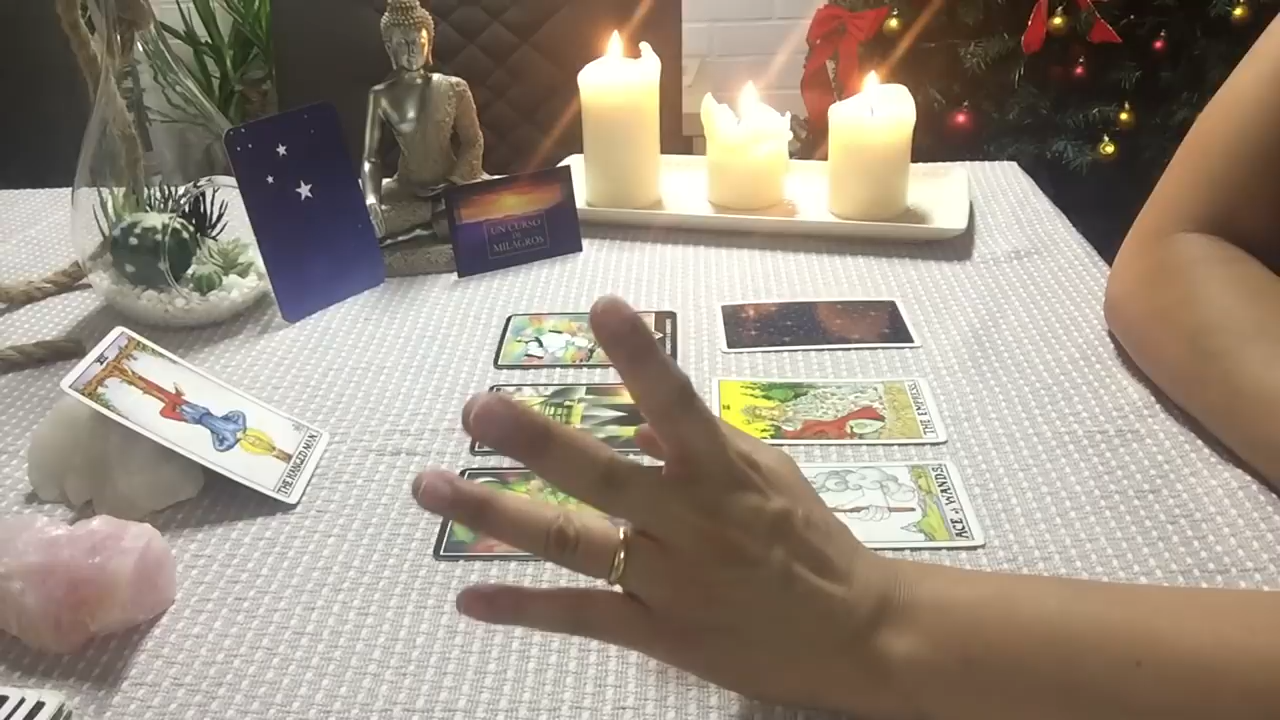 UN CURSO
DE
MILAGROS
THE HANGED MAN.
THE EMPRESS.
ACE of WANDS.